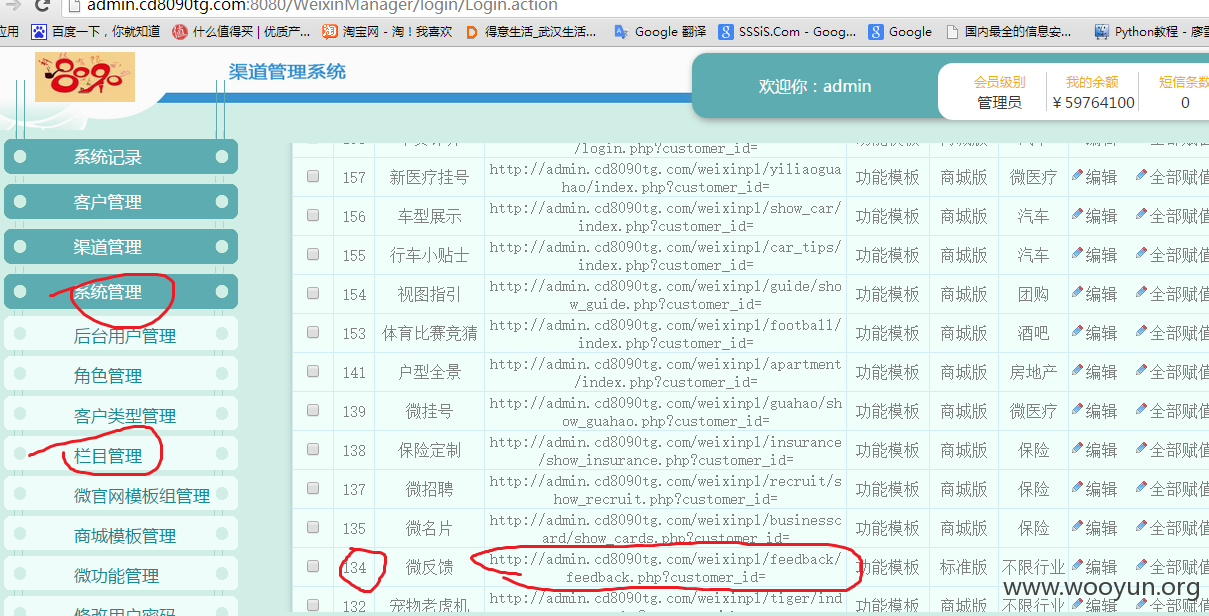 admin.cd8090tg.com:8080/WeixinManager/login/Login.action
应用 百度一下，你就知道 什么值得买 | 优质产... 淘宝网 - 淘！我喜欢 得意生活_武汉生活... Google 翻译 SSSiS.Com - Goog... Google 国内最全的信息安... Python教程 - 廖雪
8090
渠道管理系统
欢迎你：admin
会员级别 我的余额 短信条数
管理员 ¥ 59764100 0
系统记录
客户管理
渠道管理
系统管理
后台用户管理
角色管理
客户类型管理
栏目管理
微官网模板组管理
商城模板管理
微功能管理
修改用户密码
/login.php?customer_id=
157 新医疗挂号 http://admin.cd8090tg.com/weixinpl/yiliaogua
hao/index.php?customer_id= 功能模板 商城版 微医疗 编辑 全部赋值
156 车型展示 http://admin.cd8090tg.com/weixinpl/show_car/
index.php?customer_id= 功能模板 商城版 汽车 编辑 全部赋值
155 行车小贴士 http://admin.cd8090tg.com/weixinpl/car_tips/
index.php?customer_id= 功能模板 商城版 汽车 编辑 全部赋值
154 视图指引 http://admin.cd8090tg.com/weixinpl/guide/sho
w_guide.php?customer_id= 功能模板 商城版 团购 编辑 全部赋值
153 体育比赛竞猜 http://admin.cd8090tg.com/weixinpl/football/
index.php?customer_id= 功能模板 商城版 酒吧 编辑 全部赋值
141 户型全景 http://admin.cd8090tg.com/weixinpl/apartment
/index.php?customer_id= 功能模板 商城版 房地产 编辑 全部赋值
139 微挂号 http://admin.cd8090tg.com/weixinpl/guahao/sh
ow_guahao.php?customer_id= 功能模板 商城版 微医疗 编辑 全部赋值
138 保险定制 http://admin.cd8090tg.com/weixinpl/insurance
/show_insurance.php?customer_id= 功能模板 商城版 保险 编辑 全部赋值
137 微招聘 http://admin.cd8090tg.com/weixinpl/recruit/s
how_recruit.php?customer_id= 功能模板 商城版 保险 编辑 全部赋值
135 微名片 http://admin.cd8090tg.com/weixinpl/businessc
ard/show_cards.php?customer_id= 功能模板 商城版 保险 编辑 全部赋值
134 微反馈 http://admin.cd8090tg.com/weixinpl/feedback/
feedback.php?customer_id= 功能模板 标准版 不限行业 编辑 全部赋值
132 宠物老虎机 http://admin.cd8090tg.com/weixinpl/tiger/ind 功能模板 商城版 不限行业 编辑 全部赋值
www.wooyun.org